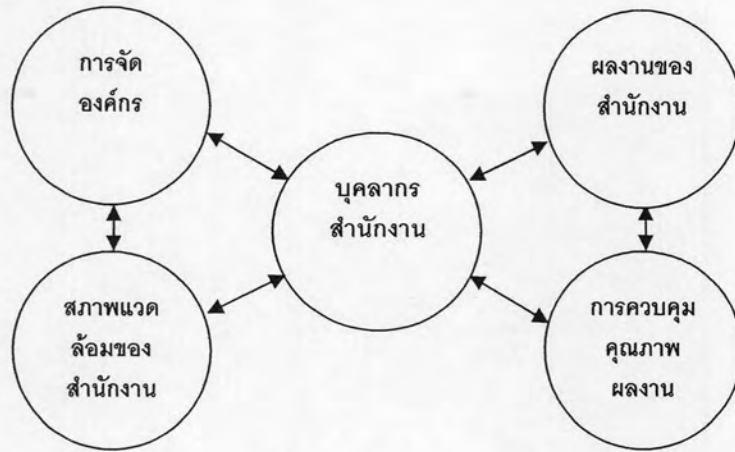 การจัด
องค์กร
ผลงานของ
สำนักงาน
บุคลากร
สำนักงาน
สภาพแวด
ล้อมของ
สำนักงาน
การควบคุม
คุณภาพ
ผลงาน